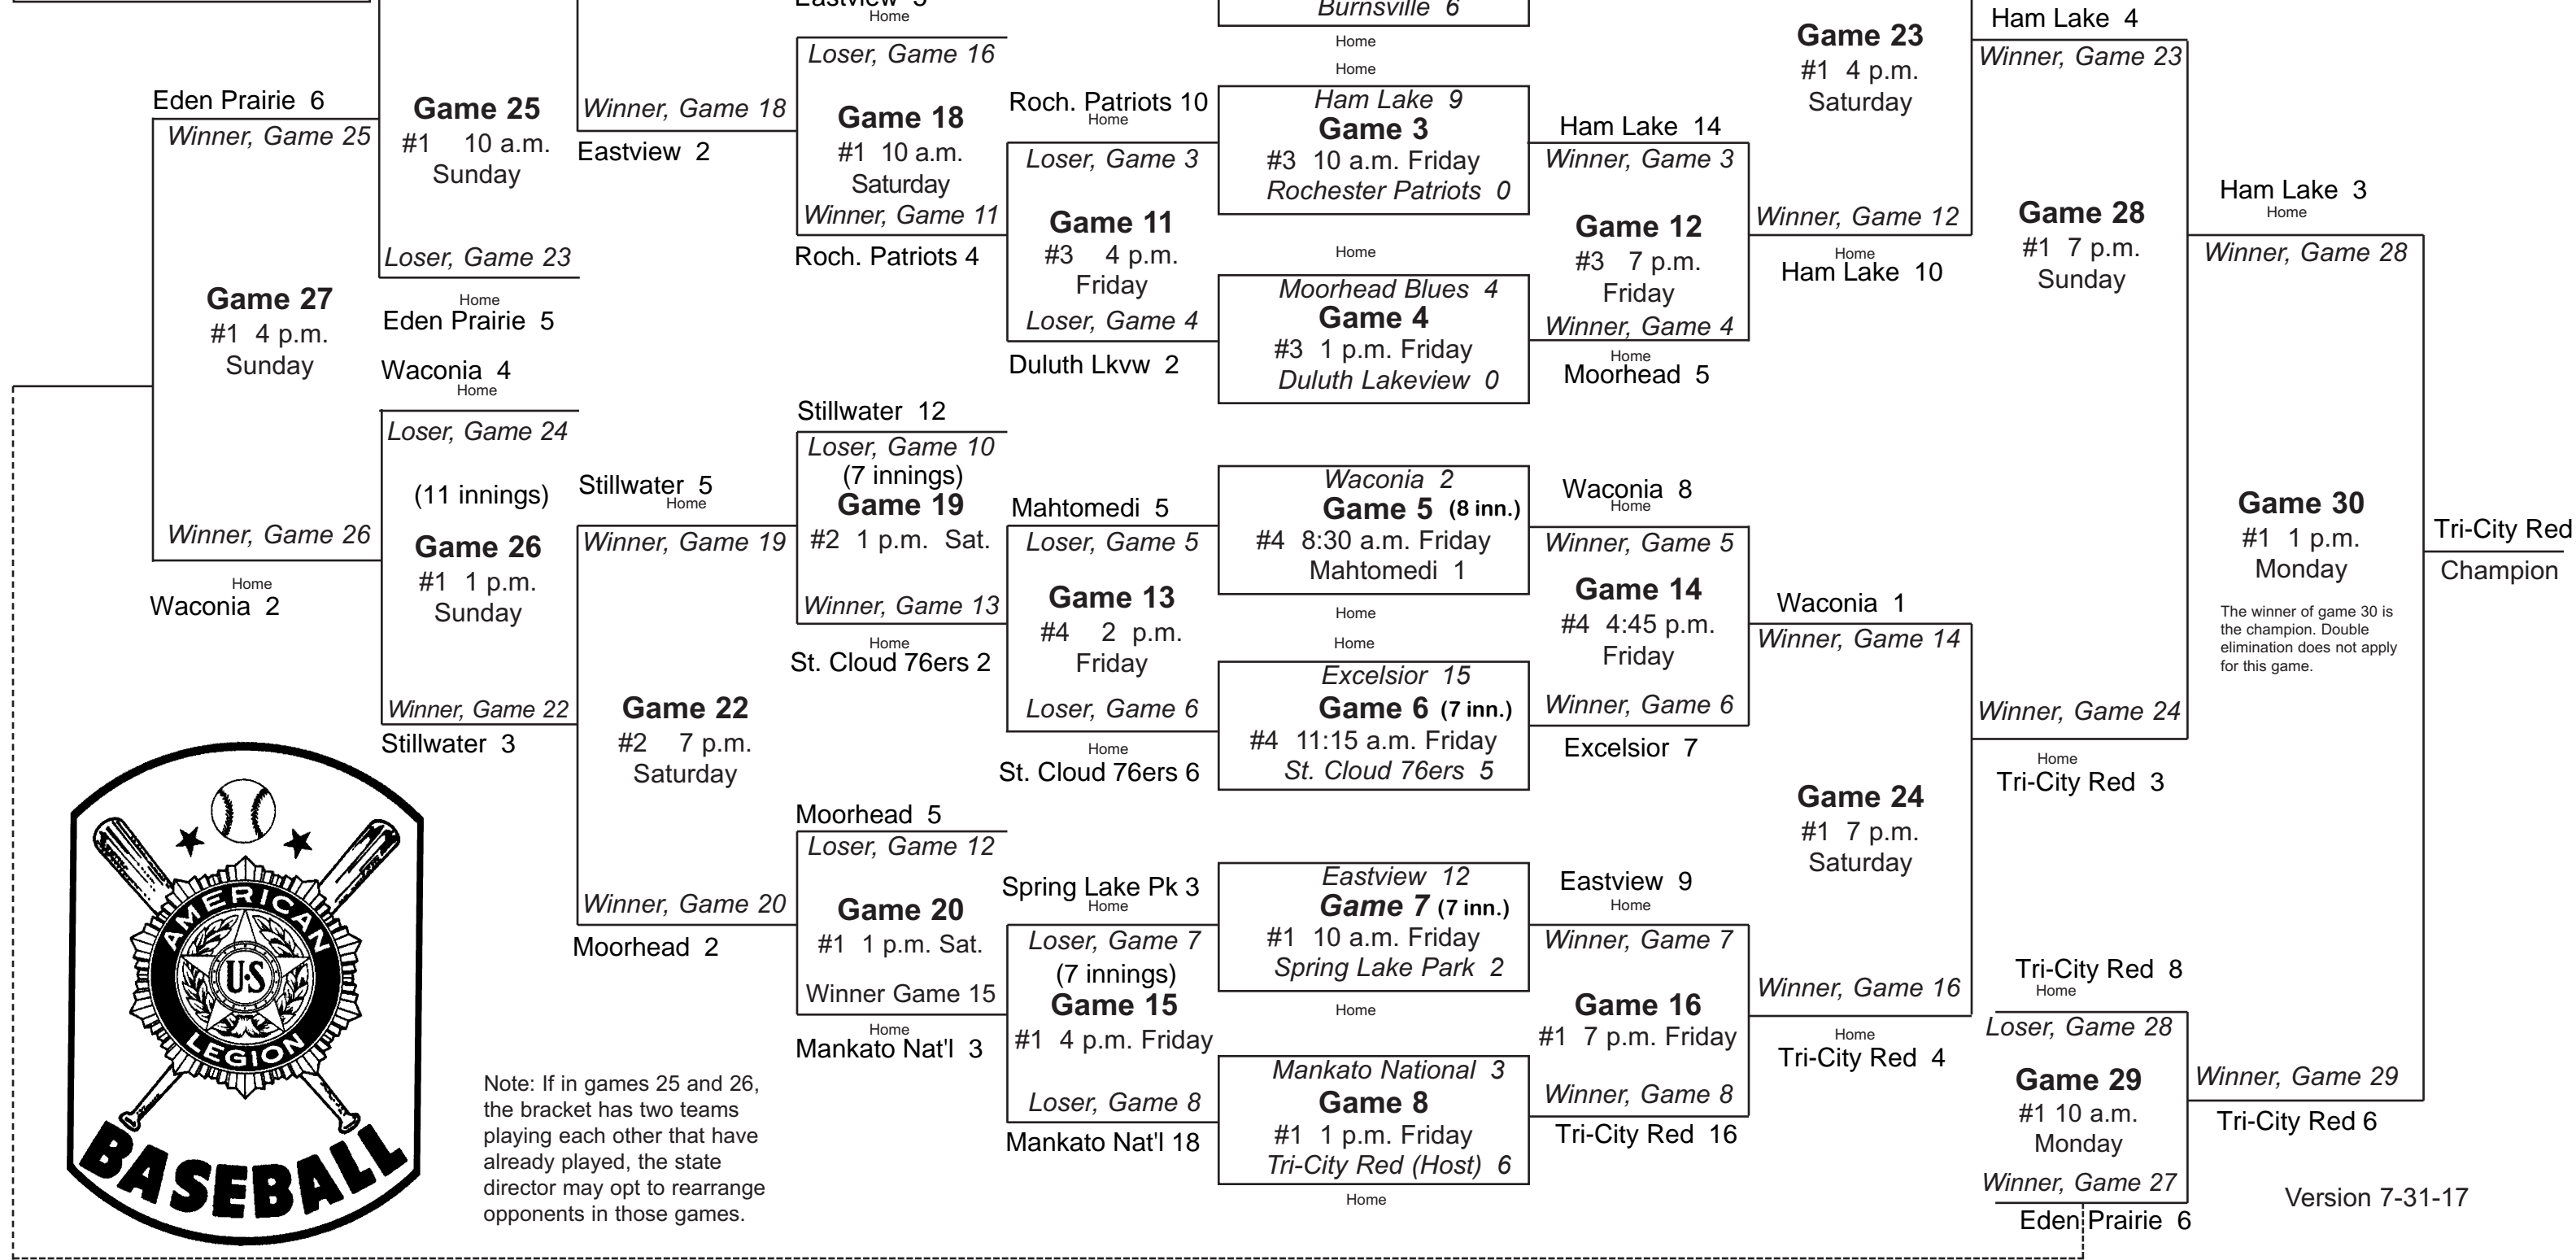 Eastview 3
Home
Loser, Game 16
Burnsville 6
Home
Home
Game 23
#1 4 p.m.
Saturday
Ham Lake 4
Winner, Game 23
Eden Prairie 6
Winner, Game 25
Game 25
#1 10 a.m.
Sunday
Winner, Game 18
Eastview 2
Game 18
#1 10 a.m.
Saturday
Winner, Game 11
Roch. Patriots 4
Roch. Patriots 10
Home
Loser, Game 3
Game 11
#3 4 p.m.
Friday
Loser, Game 4
Duluth Lkvw 2
Ham Lake 9
Game 3
#3 10 a.m. Friday
Rochester Patriots 0
Home
Moorhead Blues 4
Game 4
#3 1 p.m. Friday
Duluth Lakeview 0
Ham Lake 14
Winner, Game 3
Game 12
#3 7 p.m.
Friday
Winner, Game 4
Home
Moorhead 5
Winner, Game 12
Home
Ham Lake 10
Game 28
#1 7 p.m.
Sunday
Ham Lake 3
Home
Winner, Game 28
Loser, Game 23
Home
Eden Prairie 5
Game 27
#1 4 p.m.
Sunday
Waconia 4
Home
Loser, Game 24
(11 innings)
Game 26
#1 1 p.m.
Sunday
Winner, Game 22
Stillwater 3
Winner, Game 26
Home
Waconia 2
Stillwater 12
Loser, Game 10
(7 innings)
Game 19
#2 1 p.m. Sat.
Winner, Game 13
Home
St. Cloud 76ers 2
Stillwater 5
Home
Winner, Game 19
Game 22
#2 7 p.m.
Saturday
Winner, Game 20
Moorhead 2
Mahtomedi 5
Loser, Game 5
Game 13
#4 2 p.m.
Friday
Loser, Game 6
Home
St. Cloud 76ers 6
Waconia 2
Game 5 (8 inn.)
#4 8:30 a.m. Friday
Mahtomedi 1
Home
Home
Excelsior 15
Game 6 (7 inn.)
#4 11:15 a.m. Friday
St. Cloud 76ers 5
Waconia 8
Home
Winner, Game 5
Game 14
#4 4:45 p.m.
Friday
Winner, Game 6
Excelsior 7
Waconia 1
Winner, Game 14
Game 24
#1 7 p.m.
Saturday
Winner, Game 16
Home
Tri-City Red 4
Winner, Game 24
Home
Tri-City Red 3
Game 30
#1 1 p.m.
Monday
The winner of game 30 is
the champion. Double
elimination does not apply
for this game.
Tri-City Red
Champion
Moorhead 5
Loser, Game 12
Game 20
#1 1 p.m. Sat.
Winner Game 15
Home
Mankato Nat'l 3
Spring Lake Pk 3
Home
Loser, Game 7
(7 innings)
Game 15
#1 4 p.m. Friday
Loser, Game 8
Mankato Nat'l 18
Eastview 12
Game 7 (7 inn.)
#1 10 a.m. Friday
Spring Lake Park 2
Home
Mankato National 3
Game 8
#1 1 p.m. Friday
Tri-City Red (Host) 6
Home
Eastview 9
Home
Winner, Game 7
Game 16
#1 7 p.m. Friday
Winner, Game 8
Tri-City Red 16
Tri-City Red 8
Home
Loser, Game 28
Game 29
#1 10 a.m.
Monday
Winner, Game 27
Eden Prairie 6
Winner, Game 29
Tri-City Red 6
AMERICAN
U·S
LEGION
BASEBALL
Note: If in games 25 and 26,
the bracket has two teams
playing each other that have
already played, the state
director may opt to rearrange
opponents in those games.
Version 7-31-17